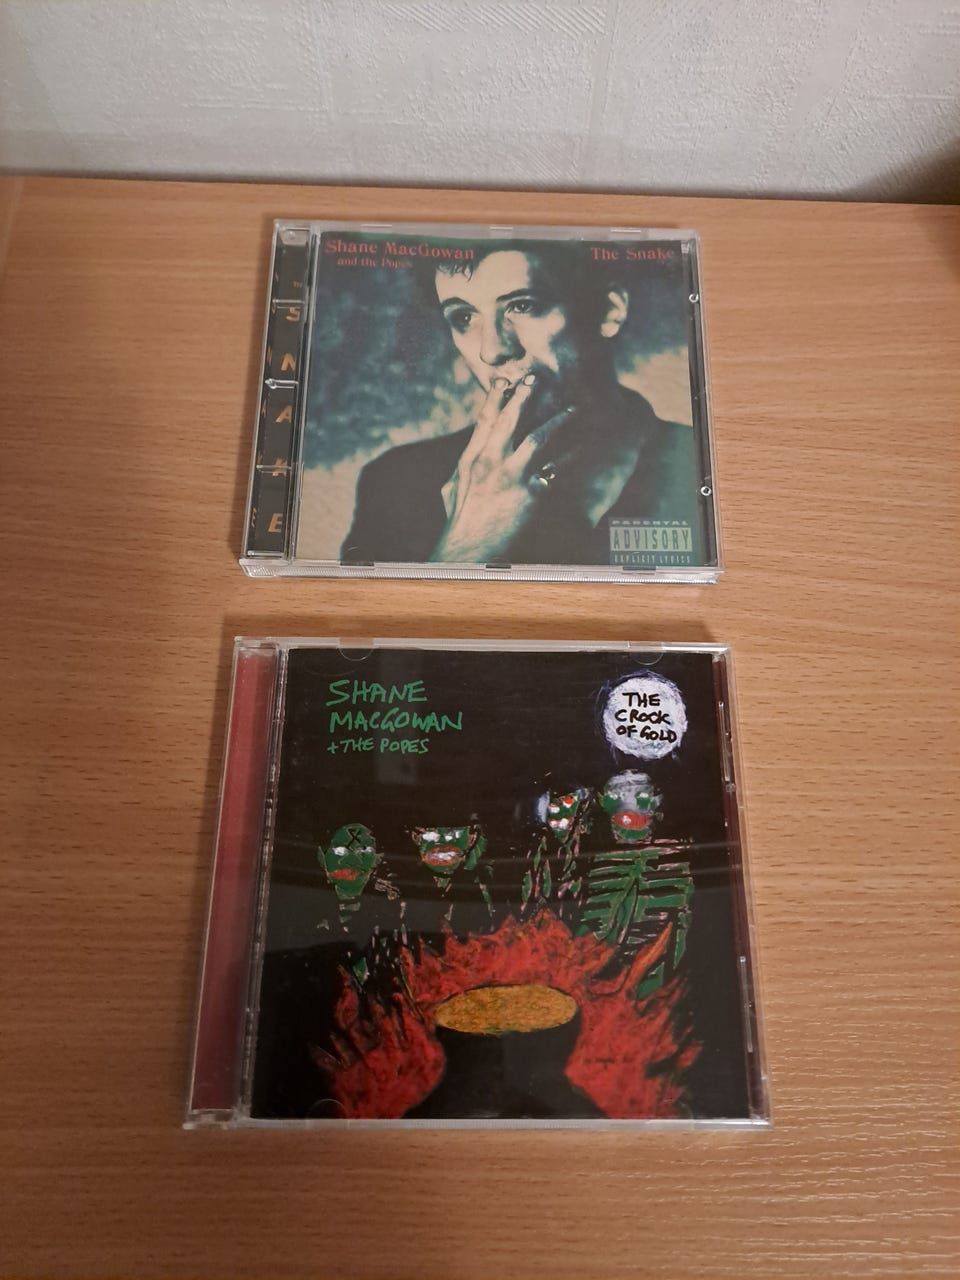 Shane MacGowan
and the Popes
The Snake
SNAKE
PARENTAL
ADVISORY
EXPLICIT LYRICS
SHANE
MACGOWAN
+ THE POPES
THE
CROCK
OF GOLD